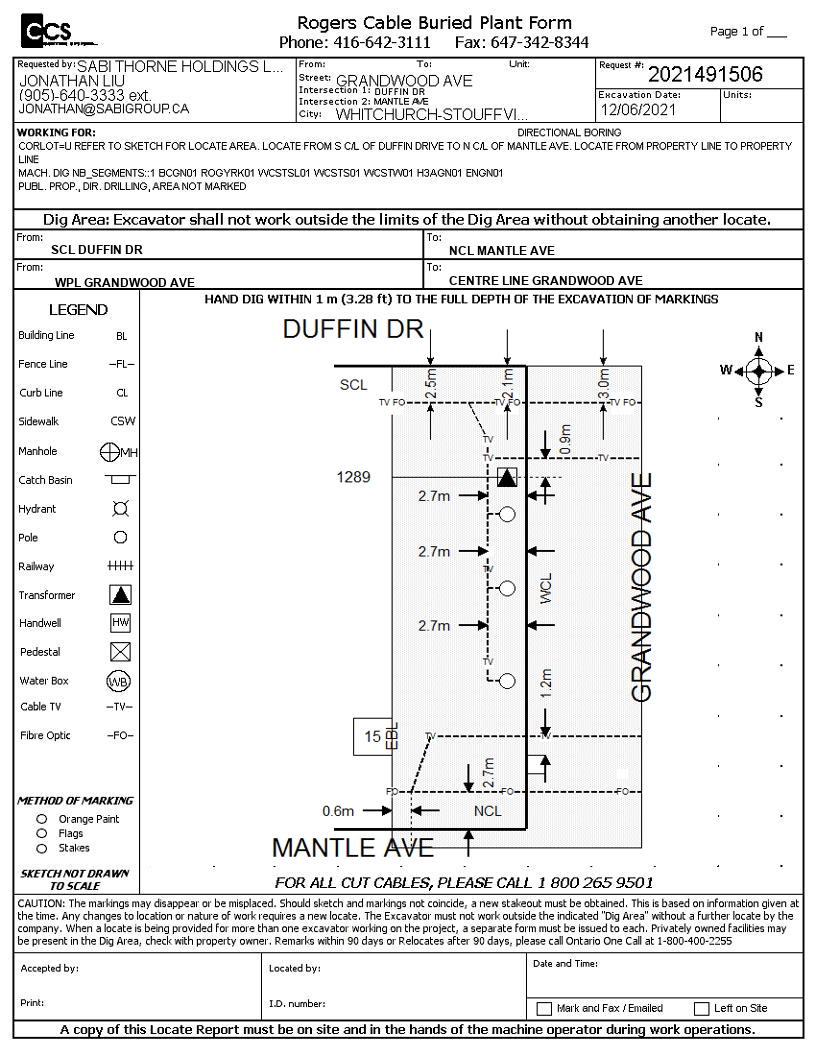 CCS
Rogers Cable Buried Plant Form
Phone: 416-642-3111 Fax: 647-342-8344
Page 1 of ___
Requested by: SABI THORNE HOLDINGS L...
JONATHAN LIU
(905)-640-3333 ext.
JONATHAN@SABIGROUP.CA
From: To: Unit:
Street: GRANDWOOD AVE
Intersection 1: DUFFIN DR
Intersection 2: MANTLE AVE
City: WHITCHURCH-STOUFFVI...
Request #: 2021491506
Excavation Date: 12/06/2021
Units:
WORKING FOR: DIRECTIONAL BORING
CORLOT=U REFER TO SKETCH FOR LOCATE AREA. LOCATE FROM S C/L OF DUFFIN DRIVE TO N C/L OF MANTLE AVE. LOCATE FROM PROPERTY LINE TO PROPERTY
LINE
MACH. DIG NB_SEGMENTS::1 BCGN01 ROGYRK01 WCSTSL01 WCSTS01 WCSTW01 H3AGN01 ENGN01
PUBL. PROP., DIR. DRILLING, AREA NOT MARKED
Dig Area: Excavator shall not work outside the limits of the Dig Area without obtaining another locate.
From: SCL DUFFIN DR
To: NCL MANTLE AVE
From: WPL GRANDWOOD AVE
To: CENTRE LINE GRANDWOOD AVE
HAND DIG WITHIN 1 m (3.28 ft) TO THE FULL DEPTH OF THE EXCAVATION OF MARKINGS
LEGEND
Building Line BL
Fence Line –FL–
Curb Line CL
Sidewalk CSW
Manhole MH
Catch Basin
Hydrant
Pole
Railway
Transformer
Handwell HW
Pedestal
Water Box WB
Cable TV –TV–
Fibre Optic –FO–
METHOD OF MARKING
Orange Paint
Flags
Stakes
SKETCH NOT DRAWN
TO SCALE
DUFFIN DR
N
W E
S
SCL
2.5m
2.1m
3.0m
TV FO
TV FO
TV FO
TV
0.9m
TV
TV
1289
2.7m
2.7m
TV
WCL
GRANDWOOD AVE
2.7m
TV
1.2m
15
EBL
TV
TV
2.7m
FO
FO
FO
0.6m
NCL
MANTLE AVE
FOR ALL CUT CABLES, PLEASE CALL 1 800 265 9501
CAUTION: The markings may disappear or be misplaced. Should sketch and markings not coincide, a new stakeout must be obtained. This is based on information given at
the time. Any changes to location or nature of work requires a new locate. The Excavator must not work outside the indicated "Dig Area" without a further locate by the
company. When a locate is being provided for more than one excavator working on the project, a separate form must be issued to each. Privately owned facilities may
be present in the Dig Area, check with property owner. Remarks within 90 days or Relocates after 90 days, please call Ontario One Call at 1-800-400-2255
Accepted by:
Print:
Located by:
I.D. number:
Date and Time:
Mark and Fax / Emailed
Left on Site
A copy of this Locate Report must be on site and in the hands of the machine operator during work operations.